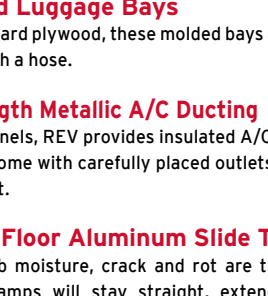 d Luggage Bays
ard plywood, these molded bays
h a hose.
gth Metallic A/C Ducting
nels, REV provides insulated A/C
ome with carefully placed outlets
t.
Floor Aluminum Slide T
b moisture, crack and rot are t
amps will stay straight, exten